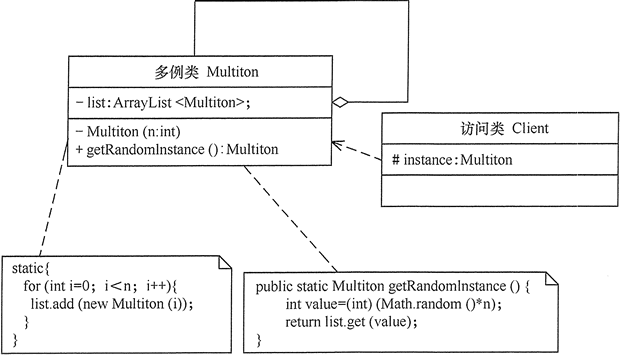 多例类 Multiton
− list:ArrayList <Multiton>;
− Multiton (n:int)
+ getRandomInstance ():Multiton
访问类 Client
# instance:Multiton
static{
for (int i=0; i<n; i++){
list.add (new Multiton (i));
}
}
public static Multiton getRandomInstance () {
int value=(int) (Math.random ()*n);
return list.get (value);
}